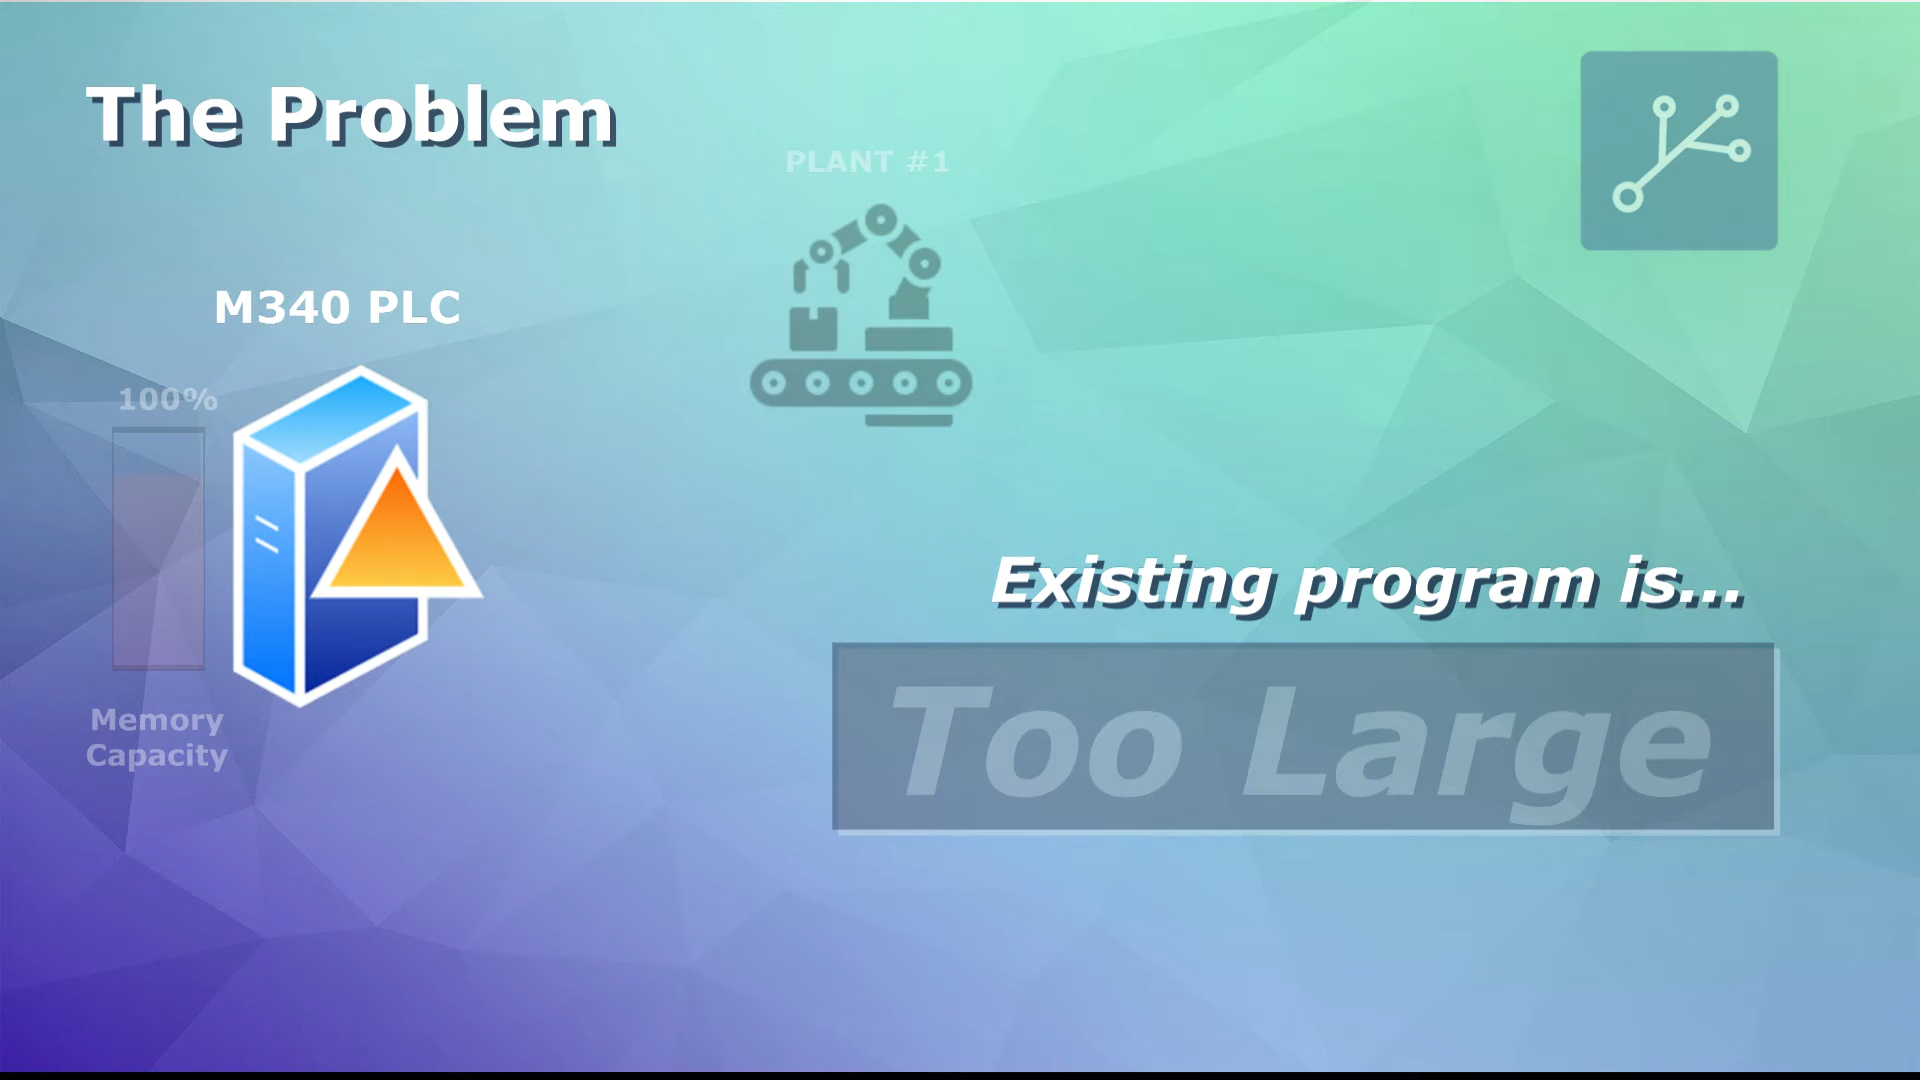 The Problem
PLANT #1
M340 PLC
100%
Memory
Capacity
Existing program is...
Too Large